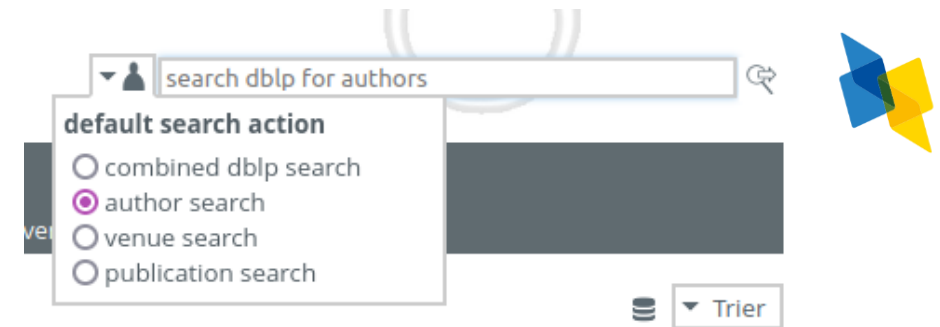 search dblp for authors
default search action
combined dblp search
author search
venue search
publication search
Trier